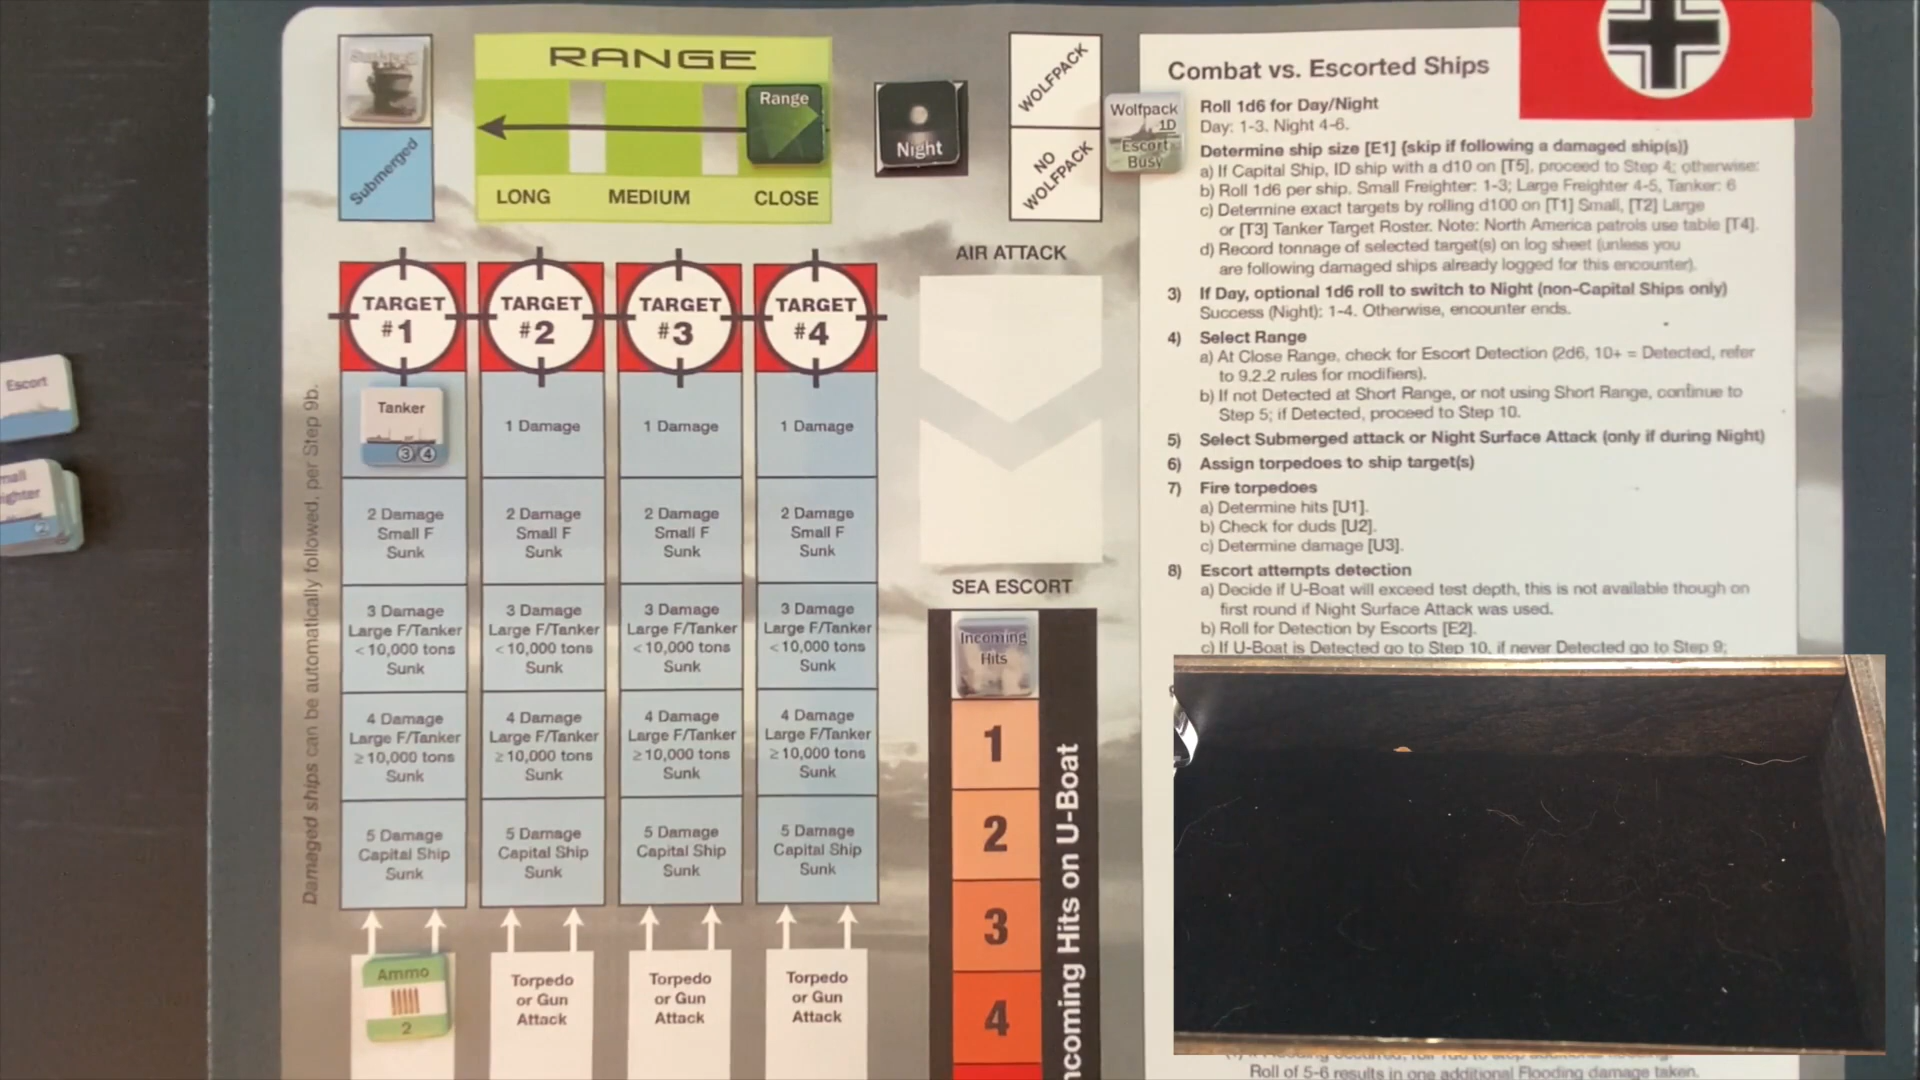 Surfaced
Submerged
RANGE
Range
LONG MEDIUM CLOSE
Night
WOLFPACK
NO WOLFPACK
Wolfpack
1D
Escort
Busy
AIR ATTACK
TARGET #1
TARGET #2
TARGET #3
TARGET #4
Escort
Tanker
3 4
1 Damage
1 Damage
1 Damage
2 Damage
Small F
Sunk
2 Damage
Small F
Sunk
2 Damage
Small F
Sunk
2 Damage
Small F
Sunk
3 Damage
Large F/Tanker
< 10,000 tons
Sunk
3 Damage
Large F/Tanker
< 10,000 tons
Sunk
3 Damage
Large F/Tanker
< 10,000 tons
Sunk
3 Damage
Large F/Tanker
< 10,000 tons
Sunk
4 Damage
Large F/Tanker
≥ 10,000 tons
Sunk
4 Damage
Large F/Tanker
≥ 10,000 tons
Sunk
4 Damage
Large F/Tanker
≥ 10,000 tons
Sunk
4 Damage
Large F/Tanker
≥ 10,000 tons
Sunk
5 Damage
Capital Ship
Sunk
5 Damage
Capital Ship
Sunk
5 Damage
Capital Ship
Sunk
5 Damage
Capital Ship
Sunk
Damaged ships can be automatically followed, per Step 9b.
Ammo
2
Torpedo
or Gun
Attack
Torpedo
or Gun
Attack
Torpedo
or Gun
Attack
SEA ESCORT
Incoming
Hits
1
2
3
4
ncoming Hits on U-Boat
Combat vs. Escorted Ships
Roll 1d6 for Day/Night
Day: 1-3. Night 4-6.
Determine ship size [E1] {skip if following a damaged ship(s)}
a) If Capital Ship, ID ship with a d10 on [T5], proceed to Step 4; otherwise:
b) Roll 1d6 per ship. Small Freighter: 1-3; Large Freighter 4-5, Tanker: 6
c) Determine exact targets by rolling d100 on [T1] Small, [T2] Large
or [T3] Tanker Target Roster. Note: North America patrols use table [T4].
d) Record tonnage of selected target(s) on log sheet (unless you
are following damaged ships already logged for this encounter).
3) If Day, optional 1d6 roll to switch to Night (non-Capital Ships only)
Success (Night): 1-4. Otherwise, encounter ends.
4) Select Range
a) At Close Range, check for Escort Detection (2d6, 10+ = Detected, refer
to 9.2.2 rules for modifiers).
b) If not Detected at Short Range, or not using Short Range, continue to
Step 5; if Detected, proceed to Step 10.
5) Select Submerged attack or Night Surface Attack (only if during Night)
6) Assign torpedoes to ship target(s)
7) Fire torpedoes
a) Determine hits [U1].
b) Check for duds [U2].
c) Determine damage [U3].
8) Escort attempts detection
a) Decide if U-Boat will exceed test depth, this is not available though on
first round if Night Surface Attack was used.
b) Roll for Detection by Escorts [E2].
c) If U-Boat is Detected go to Step 10, if never Detected go to Step 9;
Roll of 5-6 results in one additional Flooding damage taken.